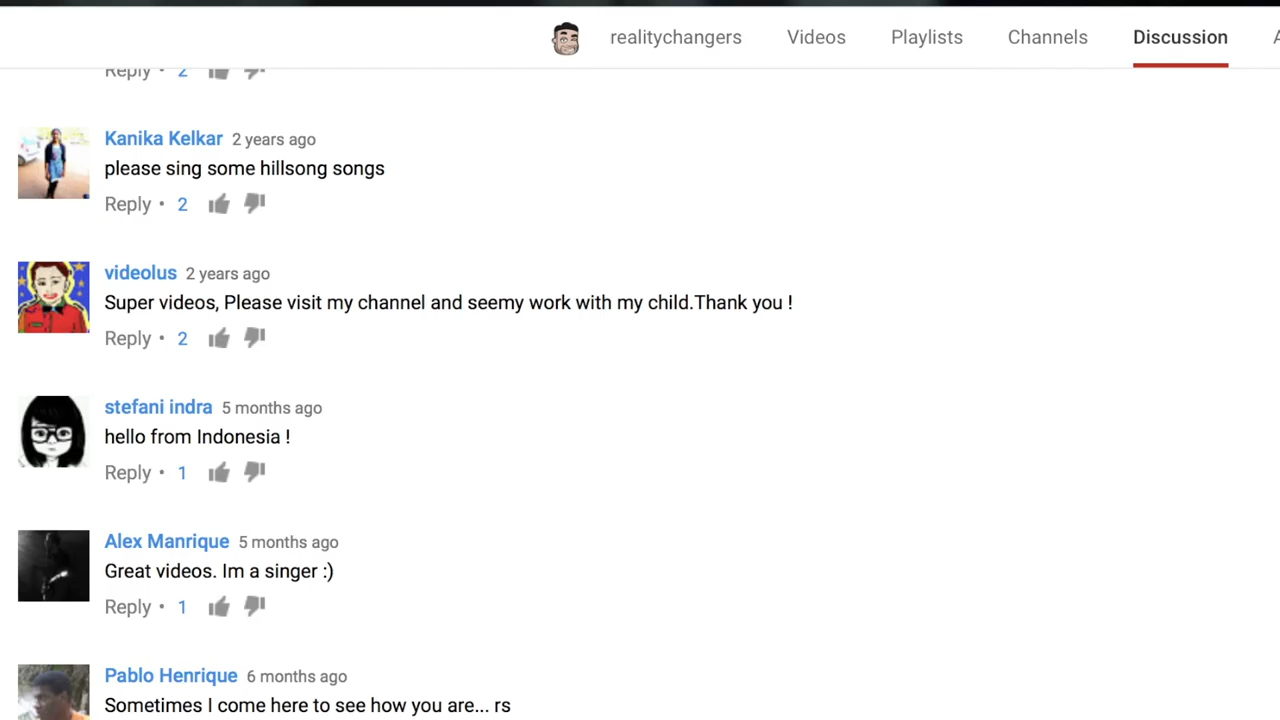 realitychangers Videos Playlists Channels Discussion
Reply • 2
Kanika Kelkar 2 years ago
please sing some hillsong songs
Reply • 2
videolus 2 years ago
Super videos, Please visit my channel and seemy work with my child.Thank you !
Reply • 2
stefani indra 5 months ago
hello from Indonesia !
Reply • 1
Alex Manrique 5 months ago
Great videos. Im a singer :)
Reply • 1
Pablo Henrique 6 months ago
Sometimes I come here to see how you are... rs